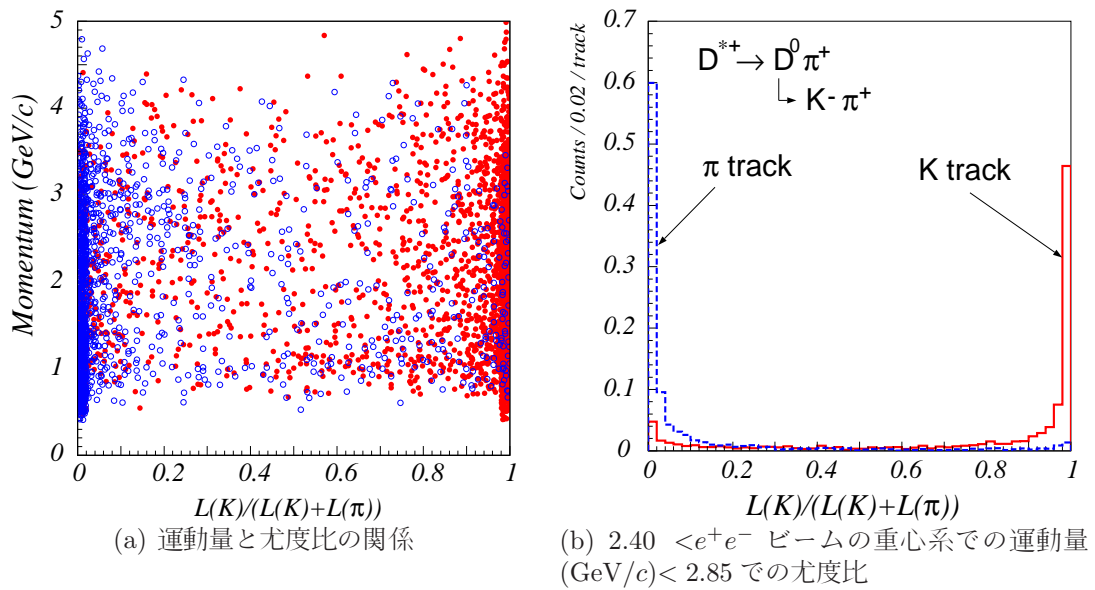 5
4
3
2
1
0
Momentum (GeV/c)
0 0.2 0.4 0.6 0.8 1
L(K)/(L(K)+L(π))
(a) 運動量と尤度比の関係
0.7
0.6
0.5
0.4
0.3
0.2
0.1
0
Counts / 0.02 / track
D*+→ D0 π+
K- π+
π track
K track
0 0.2 0.4 0.6 0.8 1
L(K)/(L(K)+L(π))
(b) 2.40 <e+e− ビームの重心系での運動量
(GeV/c)< 2.85 での尤度比